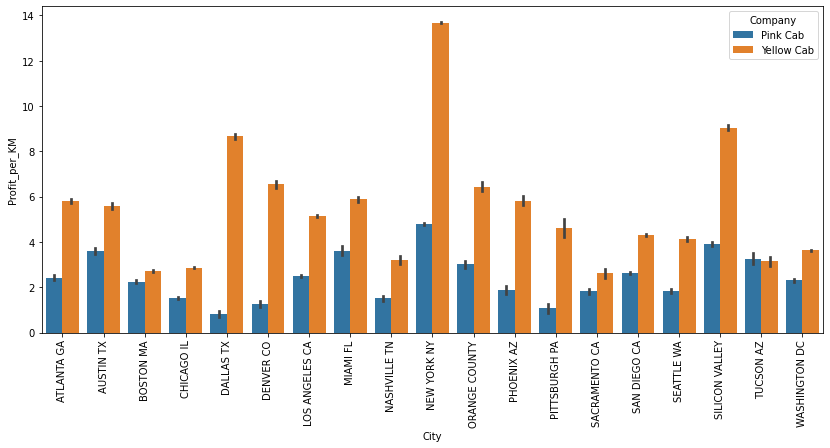 14
12
10
8
6
4
2
0
Profit_per_KM
Company
Pink Cab
Yellow Cab
ATLANTA GA
AUSTIN TX
BOSTON MA
CHICAGO IL
DALLAS TX
DENVER CO
LOS ANGELES CA
MIAMI FL
NASHVILLE TN
NEW YORK NY
ORANGE COUNTY
PHOENIX AZ
PITTSBURGH PA
SACRAMENTO CA
SAN DIEGO CA
SEATTLE WA
SILICON VALLEY
TUCSON AZ
WASHINGTON DC
City